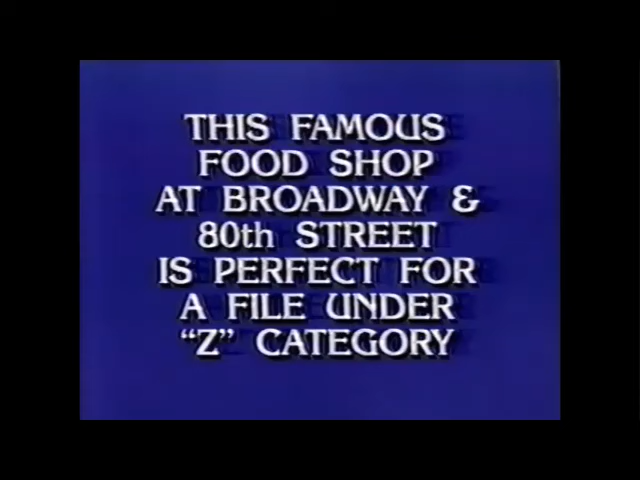 THIS FAMOUS
FOOD SHOP
AT BROADWAY &
80th STREET
IS PERFECT FOR
A FILE UNDER
“Z” CATEGORY